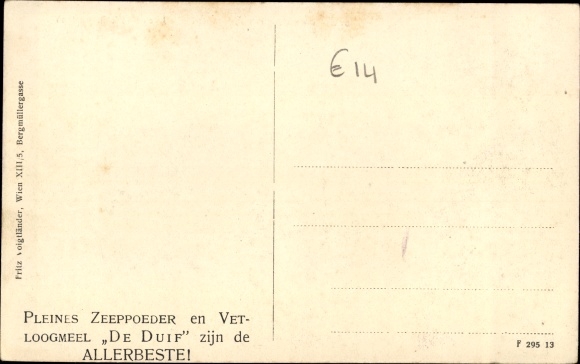 Fritz Voigtländer, Wien XIII/5, Bergmüllergasse
€14
PLEINES ZEEPPOEDER en VET-
LOOGMEEL „DE DUIF" zijn de
ALLERBESTE!
F 295 13